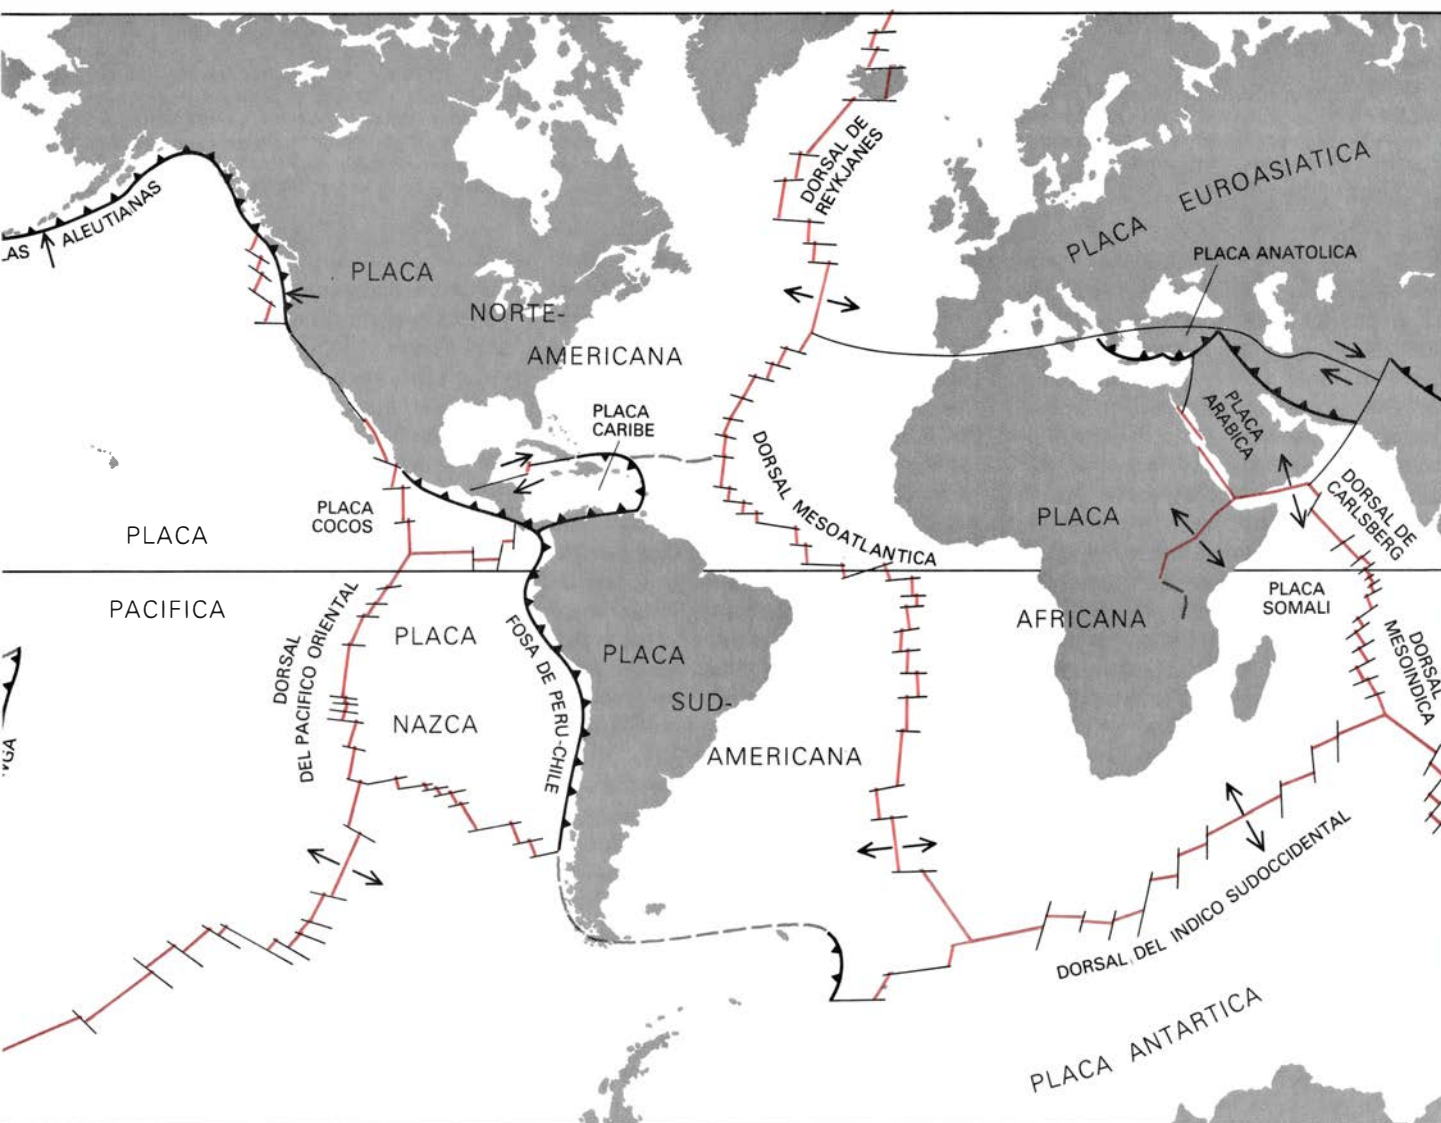 DORSAL DE
REYKJANES
PLACA EUROASIATICA
PLACA ANATOLICA
ALEUTIANAS
PLACA
NORTE-
AMERICANA
PLACA
CARIBE
PLACA
ARABICA
DORSAL MESOATLANTICA
DORSAL DE
CARLSBERG
PLACA
COCOS
PLACA
PACIFICA
PLACA
AFRICANA
PLACA
SOMALI
DORSAL
DEL PACIFICO ORIENTAL
PLACA
NAZCA
FOSA DE PERU-CHILE
PLACA
SUD-
AMERICANA
DORSAL
MESOINDICA
DORSAL DEL INDICO SUDOCCIDENTAL
PLACA ANTARTICA